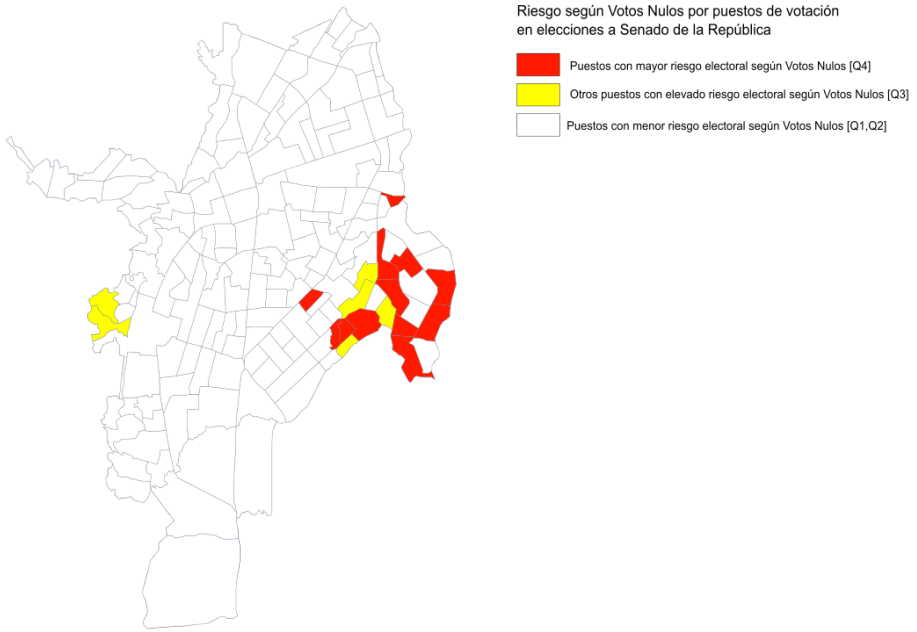 Riesgo según Votos Nulos por puestos de votación
en elecciones a Senado de la República
Puestos con mayor riesgo electoral según Votos Nulos [Q4]
Otros puestos con elevado riesgo electoral según Votos Nulos [Q3]
Puestos con menor riesgo electoral según Votos Nulos [Q1,Q2]